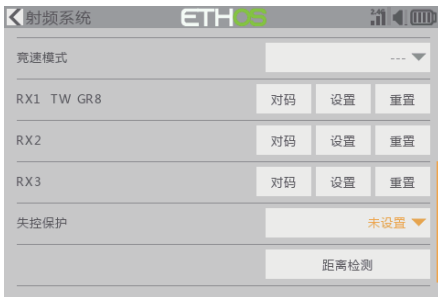 射频系统 ETHOS 2.4G
竞速模式 ---
RX1 TW GR8 对码 设置 重置
RX2 对码 设置 重置
RX3 对码 设置 重置
失控保护 未设置
距离检测